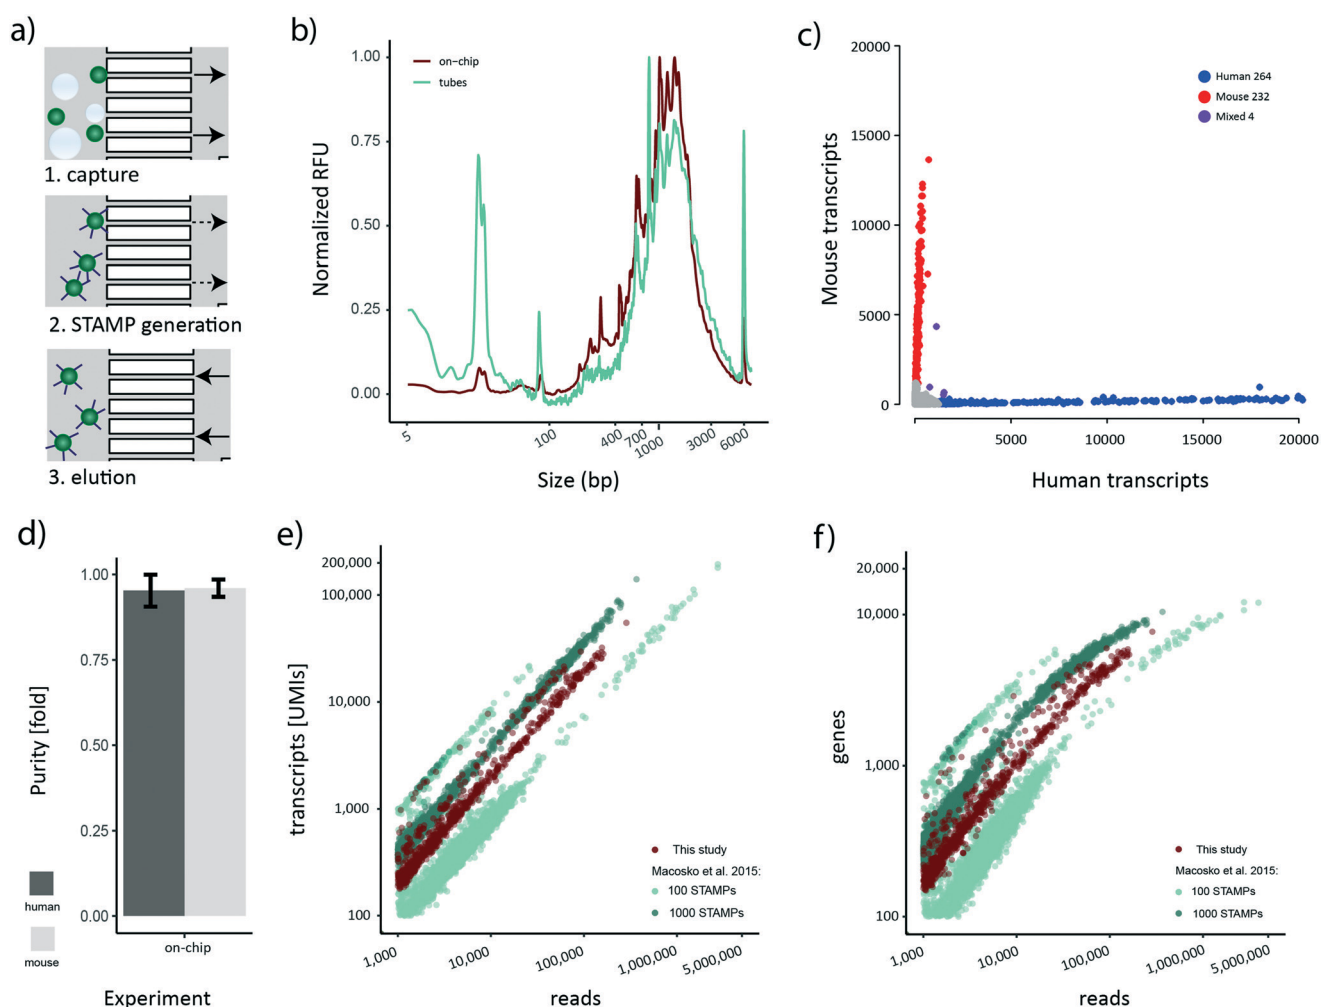 a)
1. capture
2. STAMP generation
3. elution
b)
on-chip
tubes
1.00
0.75
0.50
0.25
0.00
Normalized RFU
5
100
400
700
1000
3000
6000
Size (bp)
c)
20000
15000
10000
5000
0
Mouse transcripts
Human 264
Mouse 232
Mixed 4
5000
10000
15000
20000
Human transcripts
d)
1.00
0.75
0.50
0.25
0.00
Purity [fold]
human
mouse
on-chip
Experiment
e)
200,000
100,000
10,000
1,000
100
transcripts [UMIs]
This study
Macosko et al. 2015:
100 STAMPs
1000 STAMPs
1,000
10,000
100,000
1,000,000
5,000,000
reads
f)
20,000
10,000
1,000
100
genes
This study
Macosko et al. 2015:
100 STAMPs
1000 STAMPs
1,000
10,000
100,000
1,000,000
5,000,000
reads